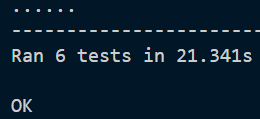 ......
----------------------
Ran 6 tests in 21.341s
OK